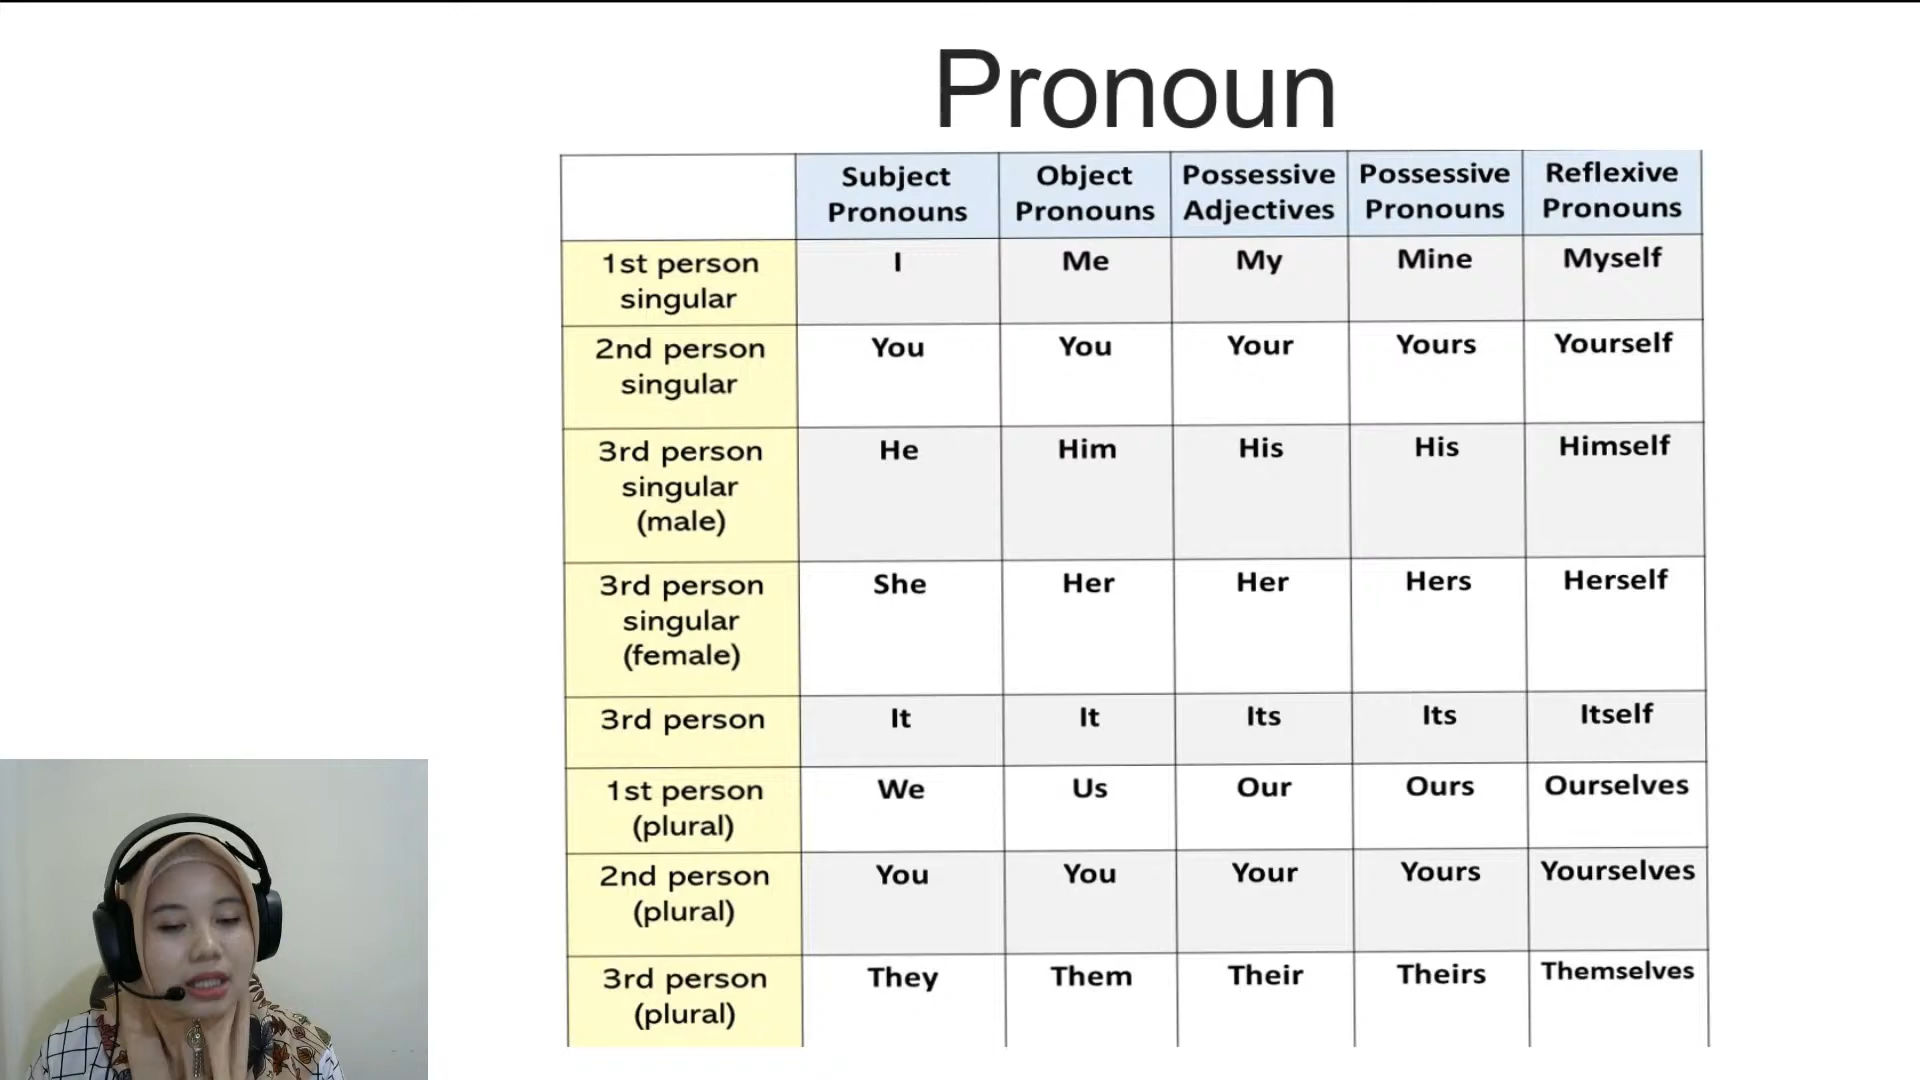 Pronoun
Subject Pronouns | Object Pronouns | Possessive Adjectives | Possessive Pronouns | Reflexive Pronouns
1st person singular | I | Me | My | Mine | Myself
2nd person singular | You | You | Your | Yours | Yourself
3rd person singular (male) | He | Him | His | His | Himself
3rd person singular (female) | She | Her | Her | Hers | Herself
3rd person | It | It | Its | Its | Itself
1st person (plural) | We | Us | Our | Ours | Ourselves
2nd person (plural) | You | You | Your | Yours | Yourselves
3rd person (plural) | They | Them | Their | Theirs | Themselves